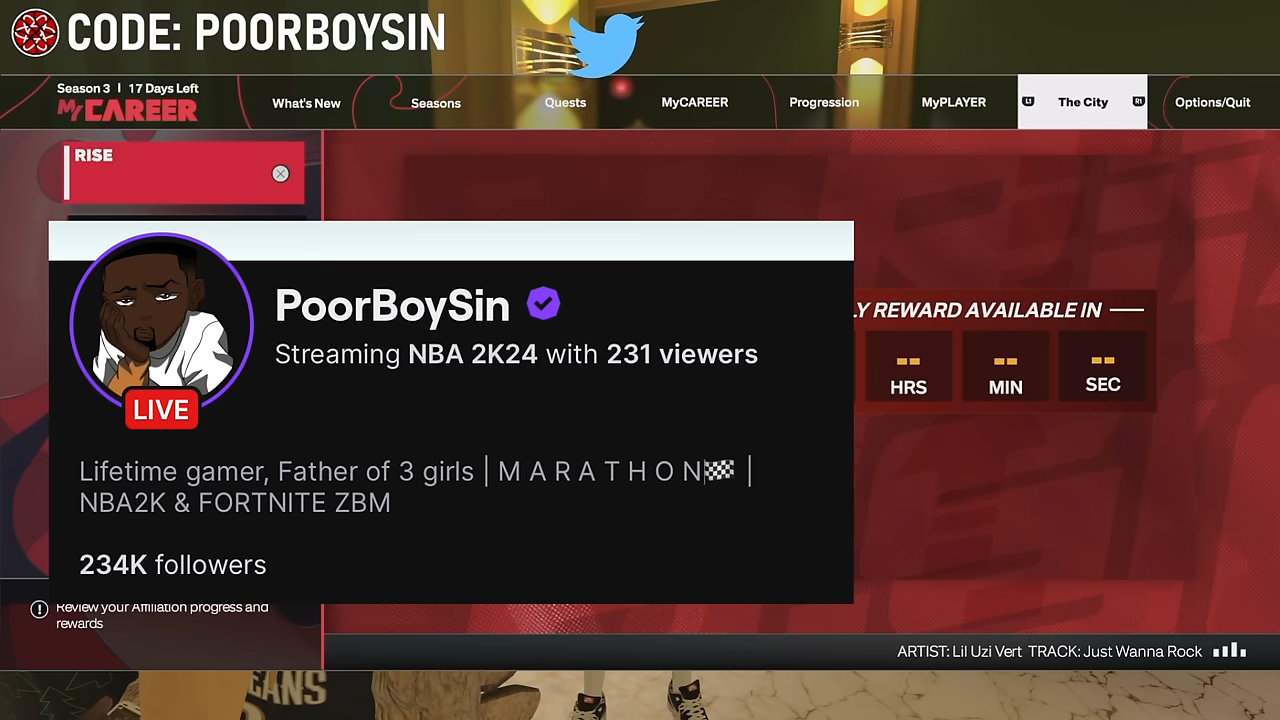 CODE: POORBOYSIN
Season 3 | 17 Days Left
MyCAREER
What's New
Seasons
Quests
MyCAREER
Progression
MyPLAYER
L1
The City
R1
Options/Quit
RISE
PoorBoySin
Streaming NBA 2K24 with 231 viewers
LIVE
Lifetime gamer, Father of 3 girls | M A R A T H O N🏁 |
NBA2K & FORTNITE ZBM
234K followers
LY REWARD AVAILABLE IN
-- -- --
HRS MIN SEC
Review your Affiliation progress and
rewards
ARTIST: Lil Uzi Vert TRACK: Just Wanna Rock
EANS